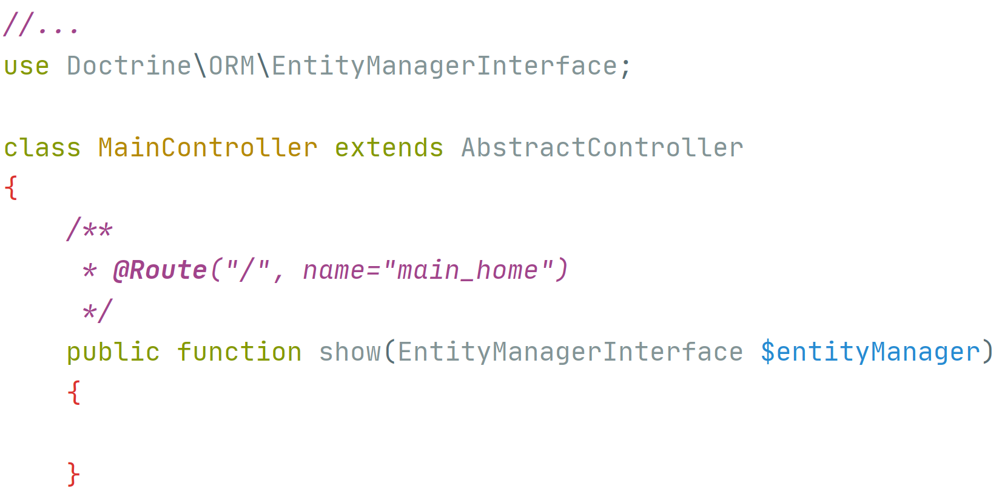 //...
use Doctrine\ORM\EntityManagerInterface;
class MainController extends AbstractController
{
/**
* @Route("/", name="main_home")
*/
public function show(EntityManagerInterface $entityManager)
{
}